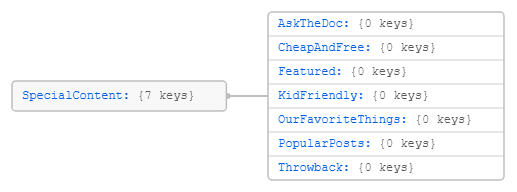 SpecialContent: {7 keys}
AskTheDoc: {0 keys}
CheapAndFree: {0 keys}
Featured: {0 keys}
KidFriendly: {0 keys}
OurFavoriteThings: {0 keys}
PopularPosts: {0 keys}
Throwback: {0 keys}